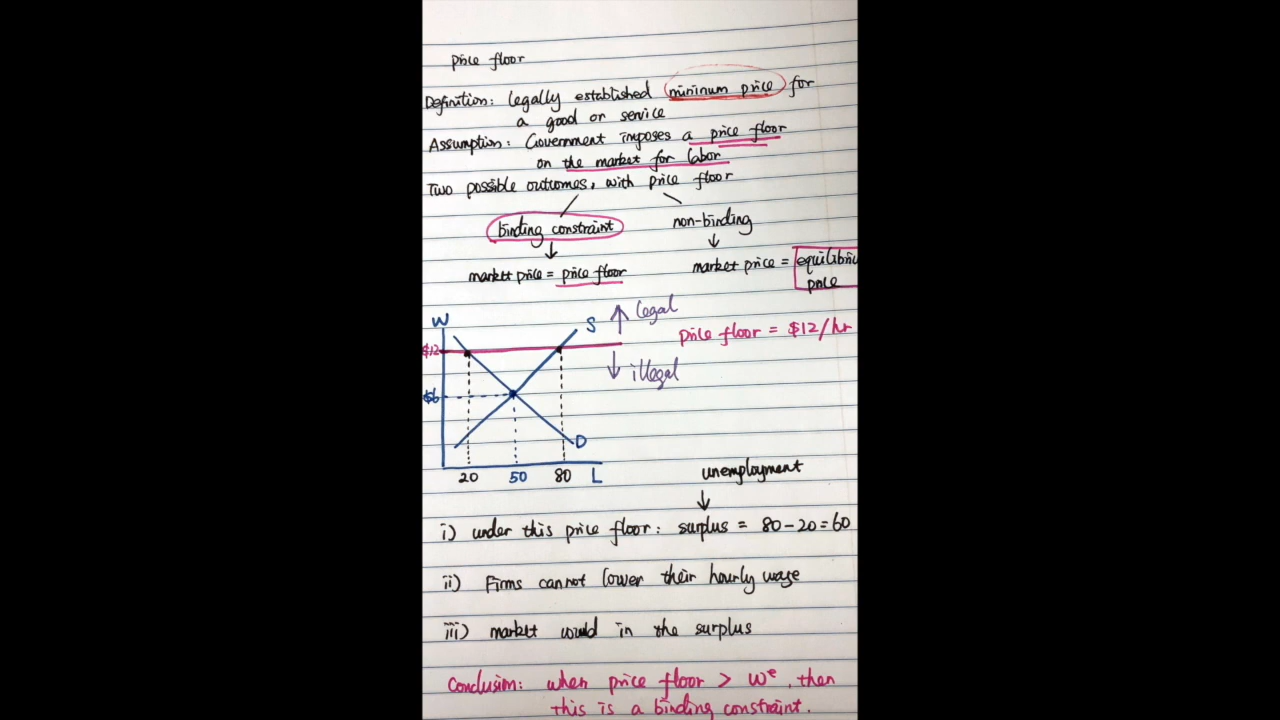 price floor
Definition: legally established minimum price for
a good or service
Assumption: Government imposes a price floor
on the market for labor
Two possible outcomes, with price floor
binding constraint
non-binding
market price = price floor
market price = equilibriu
price
W
S
↑ legal
price floor = $12/hr
$12
↓ illegal
$6
D
20 50 80 L
unemployment
↓
i) under this price floor: surplus = 80-20=60
ii) Firms cannot lower their hourly wage
iii) market would in the surplus
Conclusion: when price floor > Wᵉ, then
this is a binding constraint.